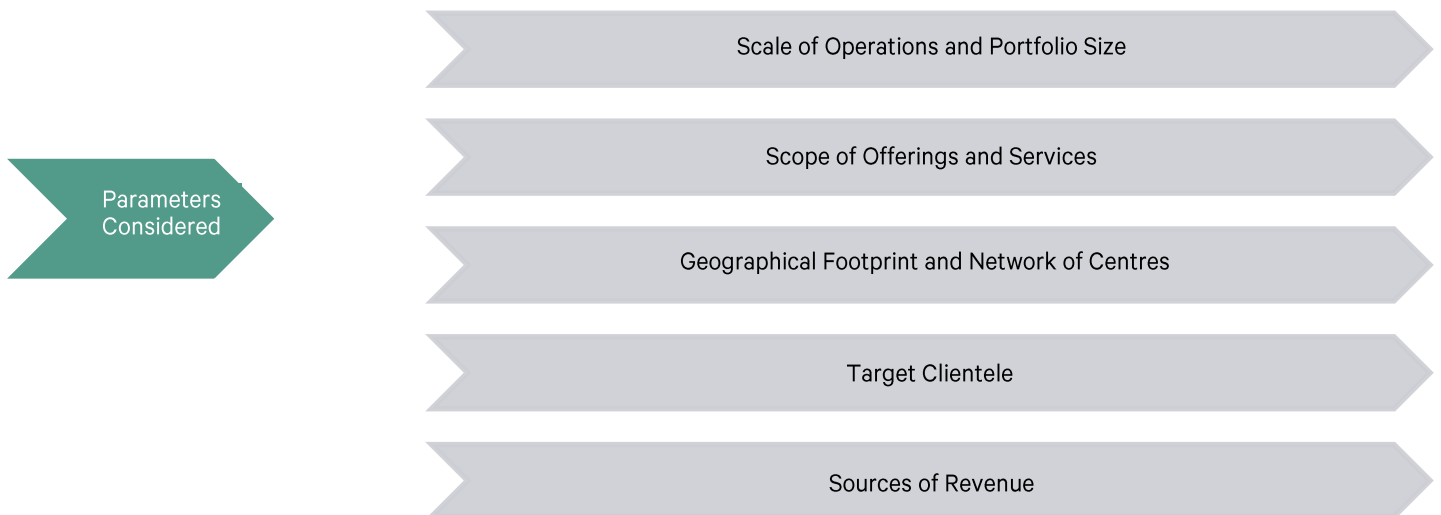 Parameters
Considered
Scale of Operations and Portfolio Size
Scope of Offerings and Services
Geographical Footprint and Network of Centres
Target Clientele
Sources of Revenue